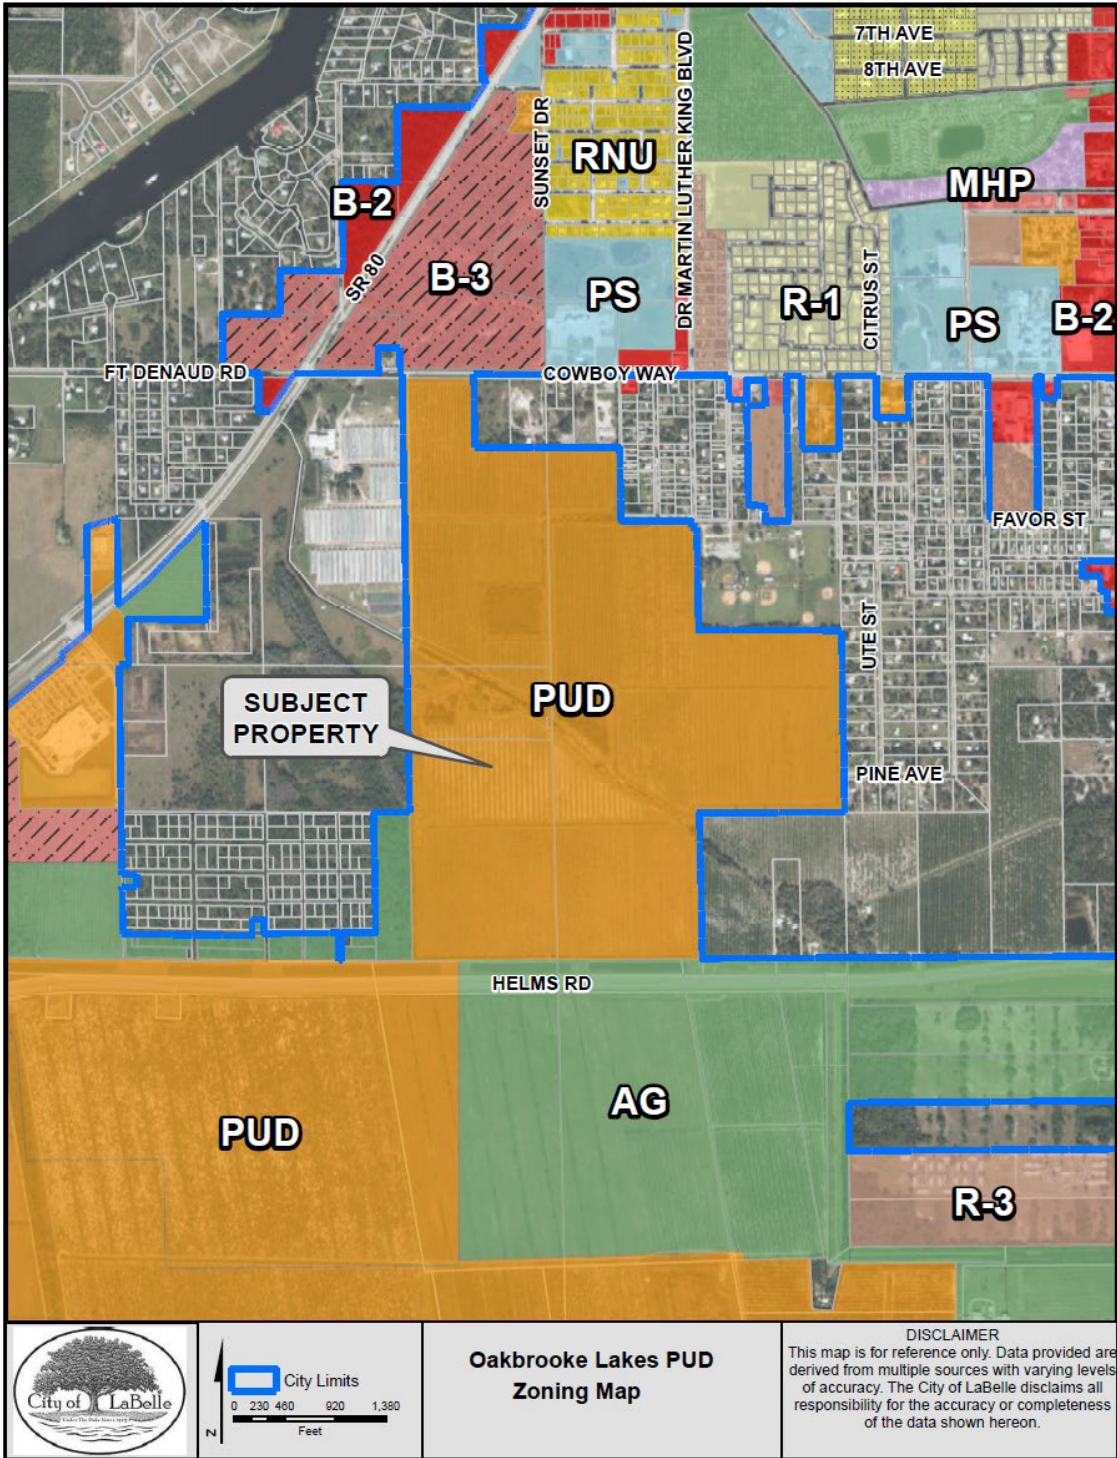 7TH AVE
8TH AVE
SUNSET DR
DR MARTIN LUTHER KING BLVD
RNU
MHP
B-2
SR 80
B-3
PS
R-1
CITRUS ST
PS
B-2
FT DENAUD RD
COWBOY WAY
FAVOR ST
UTE ST
SUBJECT
PROPERTY
PUD
PINE AVE
HELMS RD
PUD
AG
R-3
City of LaBelle
N
City Limits
0 230 460 920 1,380
Feet
Oakbrooke Lakes PUD
Zoning Map
DISCLAIMER
This map is for reference only. Data provided are
derived from multiple sources with varying levels
of accuracy. The City of LaBelle disclaims all
responsibility for the accuracy or completeness
of the data shown hereon.